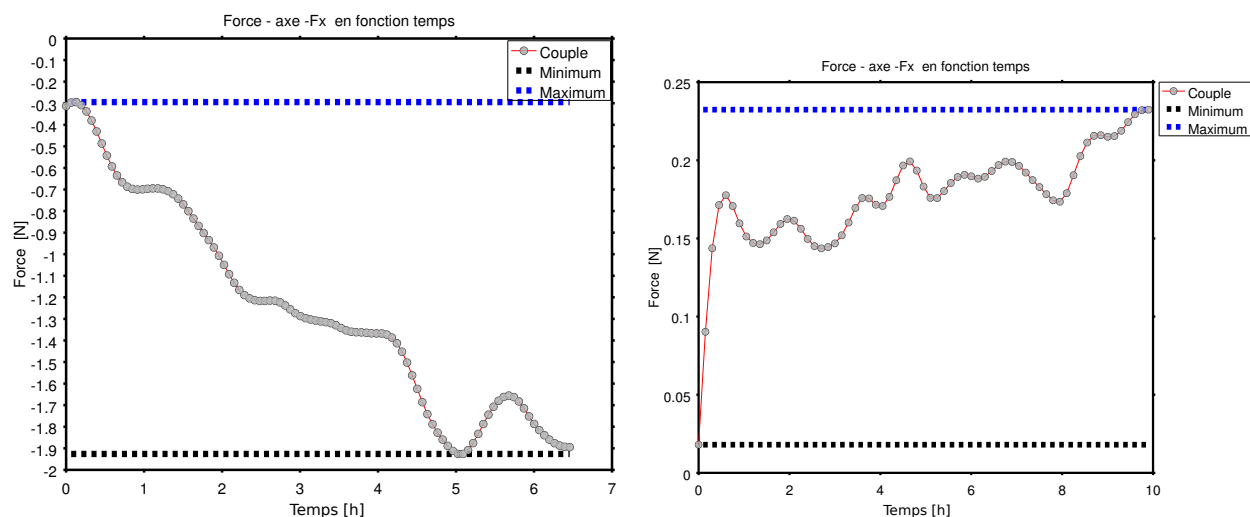 Force - axe -Fx  en fonction temps
0
-0.1
-0.2
-0.3
-0.4
-0.5
-0.6
-0.7
-0.8
-0.9
-1
-1.1
-1.2
-1.3
-1.4
-1.5
-1.6
-1.7
-1.8
-1.9
-2
Force [N]
Couple
Minimum
Maximum
0 1 2 3 4 5 6 7
Temps [h]
Force - axe -Fx  en fonction temps
0.25
0.2
0.15
0.1
0.05
0
Force [N]
Couple
Minimum
Maximum
0 2 4 6 8 10
Temps [h]